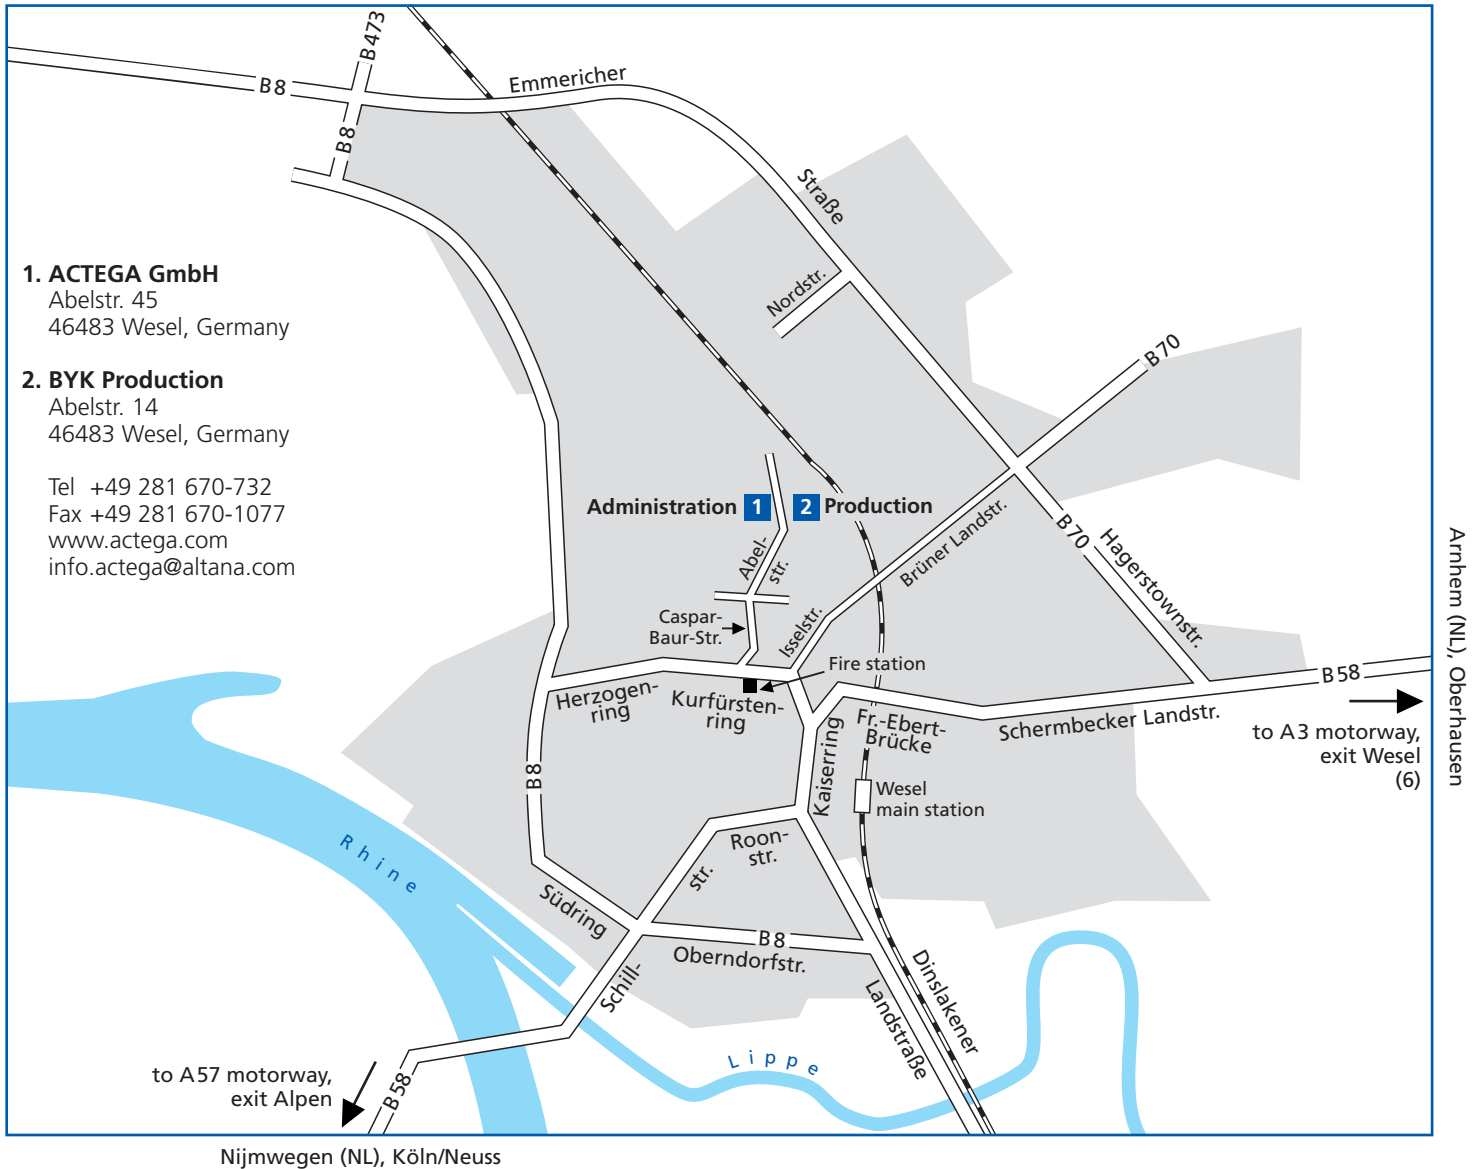 B473
B8
Emmericher
B8
Straße
Nordstr.
1. ACTEGA GmbH
Abelstr. 45
46483 Wesel, Germany
2. BYK Production
Abelstr. 14
46483 Wesel, Germany
Tel +49 281 670-732
Fax +49 281 670-1077
www.actega.com
info.actega@altana.com
B70
Administration 1
2 Production
B70
Hagerstownstr.
Brüner Landstr.
Abel-
str.
Caspar-
Baur-Str.
Isselstr.
Fire station
Herzogen-
ring
Kurfürsten-
ring
Fr.-Ebert-
Brücke
Schermbecker Landstr.
B58
to A3 motorway,
exit Wesel
(6)
Arnhem (NL), Oberhausen
Kaiserring
B8
Wesel
main station
Roon-
str.
str.
Rhine
Südring
B8
Oberndorfstr.
Schill-
Dinslakener
Landstraße
Lippe
to A57 motorway,
exit Alpen
B58
Nijmwegen (NL), Köln/Neuss